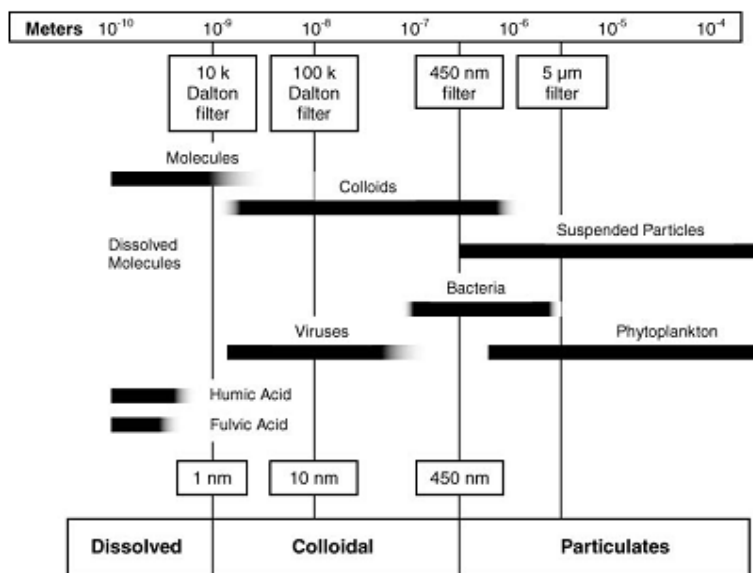 Meters 10⁻¹⁰ 10⁻⁹ 10⁻⁸ 10⁻⁷ 10⁻⁶ 10⁻⁵ 10⁻⁴
10 k
Dalton
filter
100 k
Dalton
filter
450 nm
filter
5 µm
filter
Molecules
Colloids
Suspended Particles
Dissolved
Molecules
Bacteria
Viruses
Phytoplankton
Humic Acid
Fulvic Acid
1 nm
10 nm
450 nm
Dissolved
Colloidal
Particulates